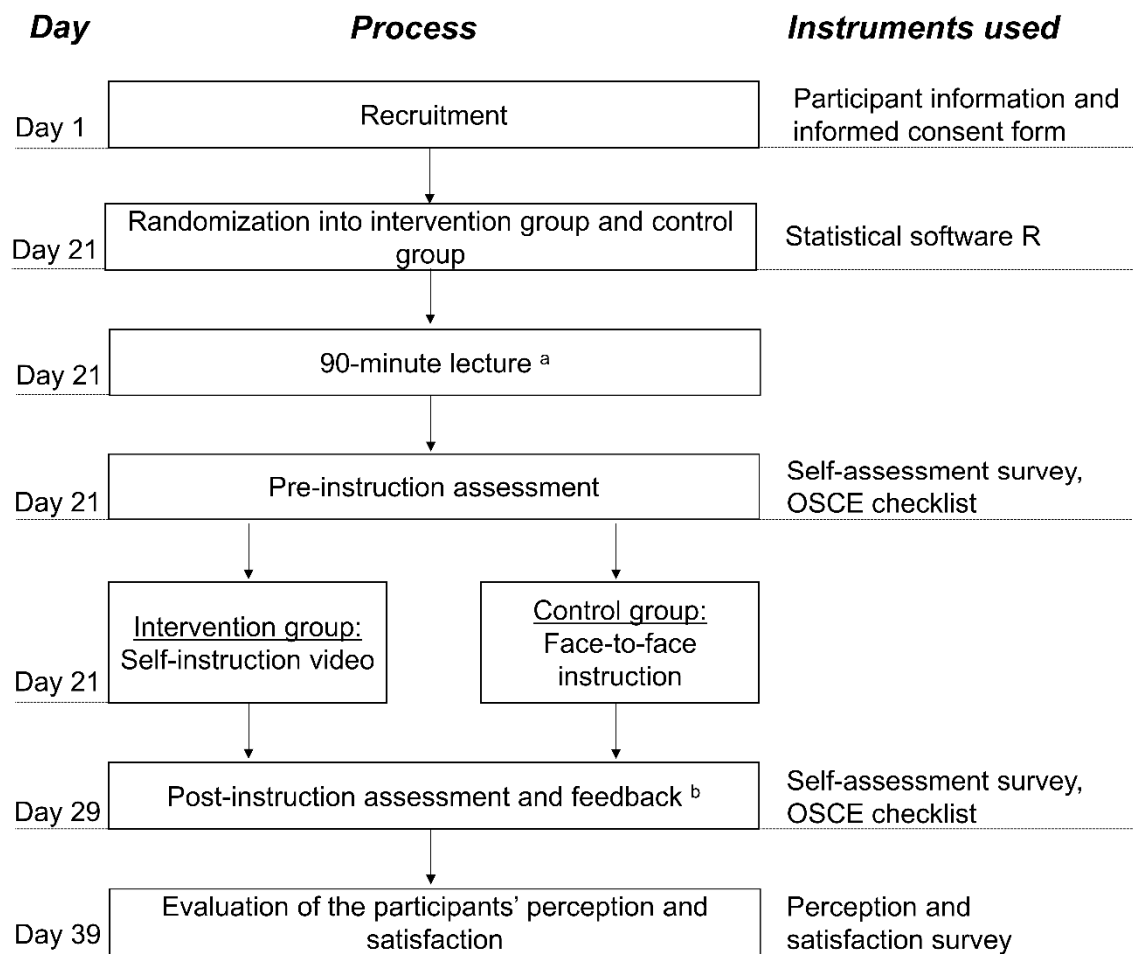 Day Process Instruments used
Day 1
Recruitment
Participant information and
informed consent form
Day 21
Randomization into intervention group and control
group
Statistical software R
Day 21
90-minute lecture a
Day 21
Pre-instruction assessment
Self-assessment survey,
OSCE checklist
Day 21
Intervention group:
Self-instruction video
Control group:
Face-to-face
instruction
Day 29
Post-instruction assessment and feedback b
Self-assessment survey,
OSCE checklist
Day 39
Evaluation of the participants’ perception and
satisfaction
Perception and
satisfaction survey